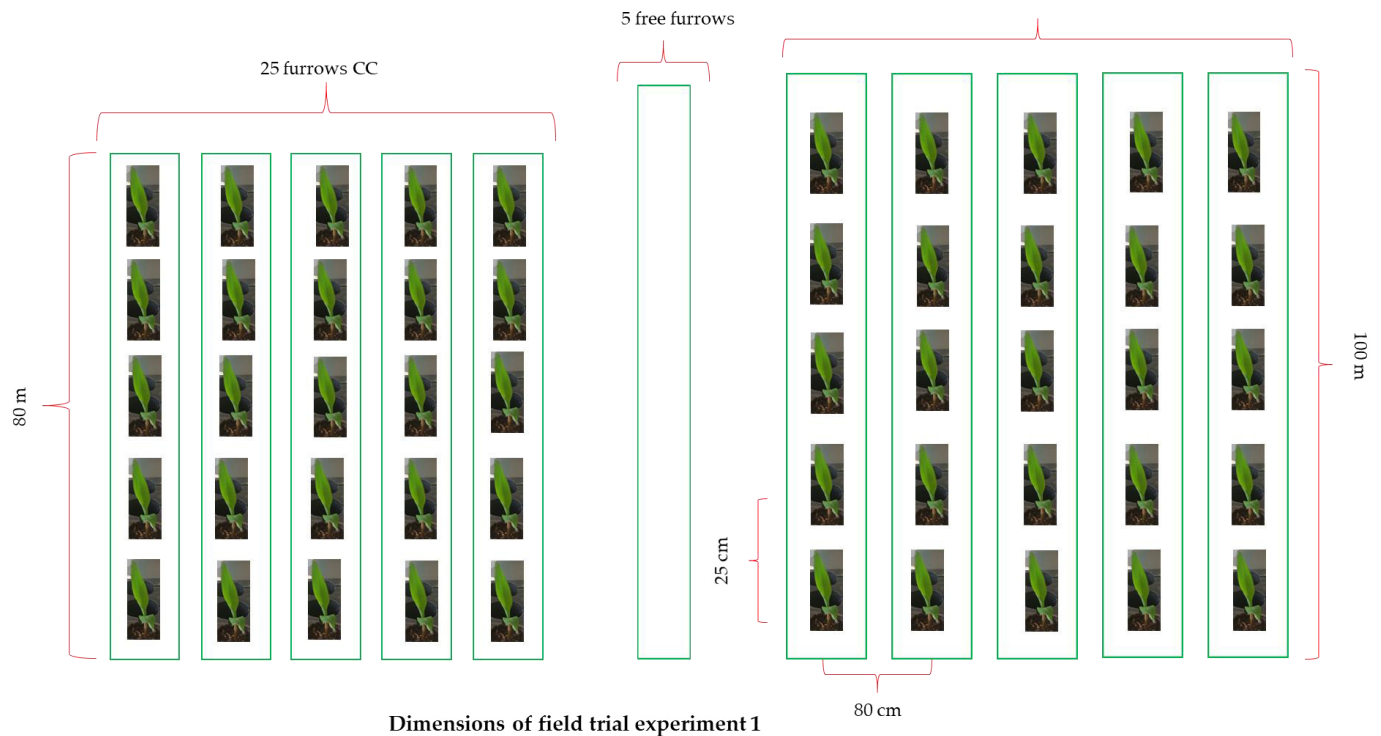 5 free furrows
25 furrows CC
80 m
100 m
25 cm
80 cm
Dimensions of field trial experiment 1